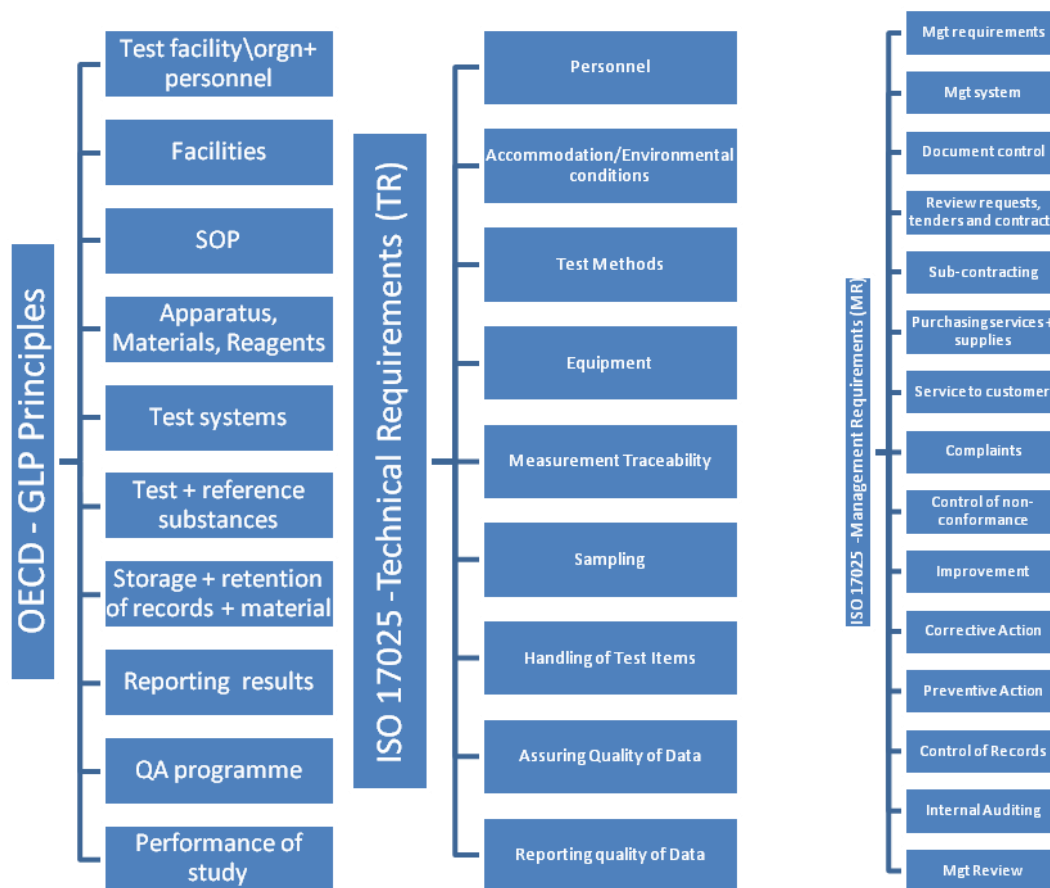 OECD - GLP Principles
Test facility\orgn+
personnel
Facilities
SOP
Apparatus,
Materials, Reagents
Test systems
Test + reference
substances
Storage + retention
of records + material
Reporting results
QA programme
Performance of
study
ISO 17025 -Technical Requirements (TR)
Personnel
Accommodation/Environmental
conditions
Test Methods
Equipment
Measurement Traceability
Sampling
Handling of Test Items
Assuring Quality of Data
Reporting quality of Data
ISO 17025 -Management Requirements (MR)
Mgt requirements
Mgt system
Document control
Review requests,
tenders and contract
Sub-contracting
Purchasing services +
supplies
Service to customer
Complaints
Control of non-
conformance
Improvement
Corrective Action
Preventive Action
Control of Records
Internal Auditing
Mgt Review